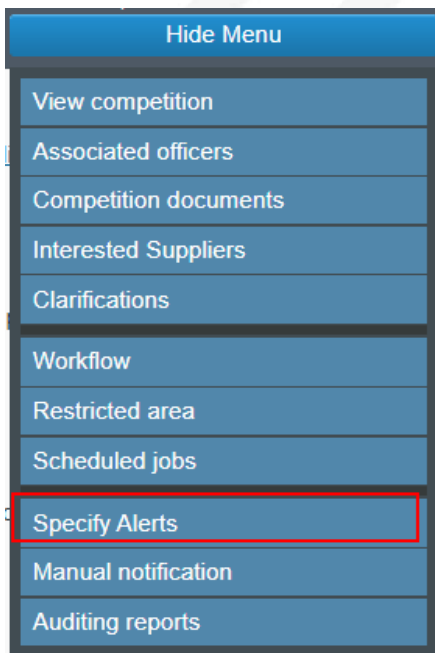 Hide Menu
View competition
Associated officers
Competition documents
Interested Suppliers
Clarifications
Workflow
Restricted area
Scheduled jobs
Specify Alerts
Manual notification
Auditing reports